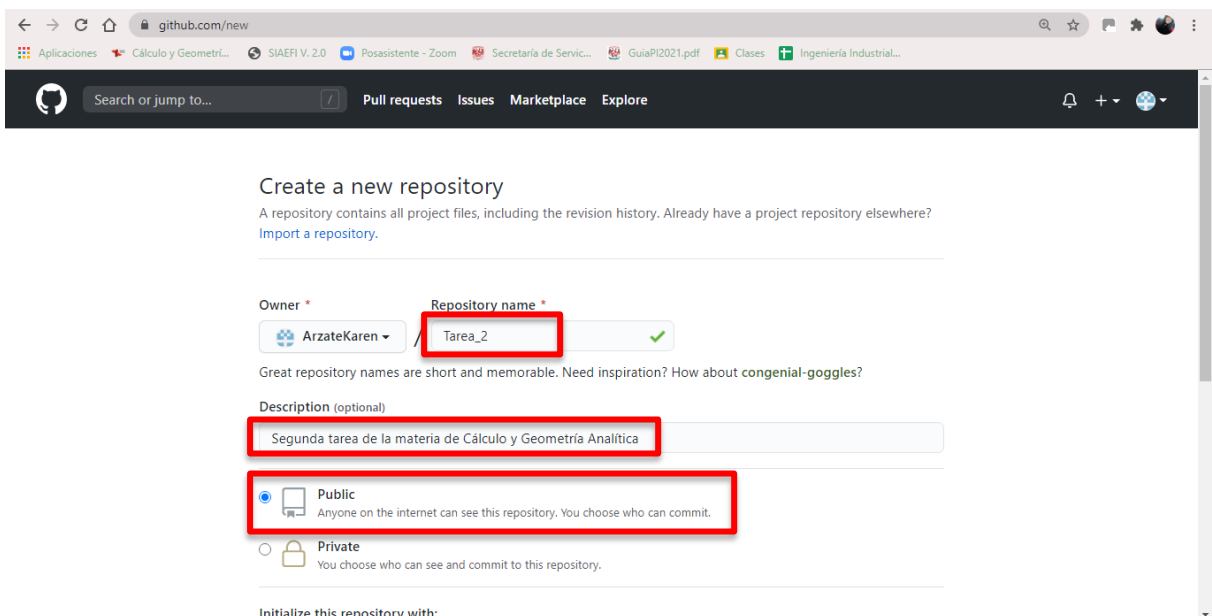 github.com/new
Aplicaciones Cálculo y Geometrí... SIAEFI V. 2.0 Posasistente - Zoom Secretaría de Servic... GuiaPI2021.pdf Clases Ingeniería Industrial...
Search or jump to... / Pull requests Issues Marketplace Explore
Create a new repository
A repository contains all project files, including the revision history. Already have a project repository elsewhere?
Import a repository.
Owner * Repository name *
ArzateKaren / Tarea_2
Great repository names are short and memorable. Need inspiration? How about congenial-goggles?
Description (optional)
Segunda tarea de la materia de Cálculo y Geometría Analítica
Public
Anyone on the internet can see this repository. You choose who can commit.
Private
You choose who can see and commit to this repository.
Initialize this repository with: